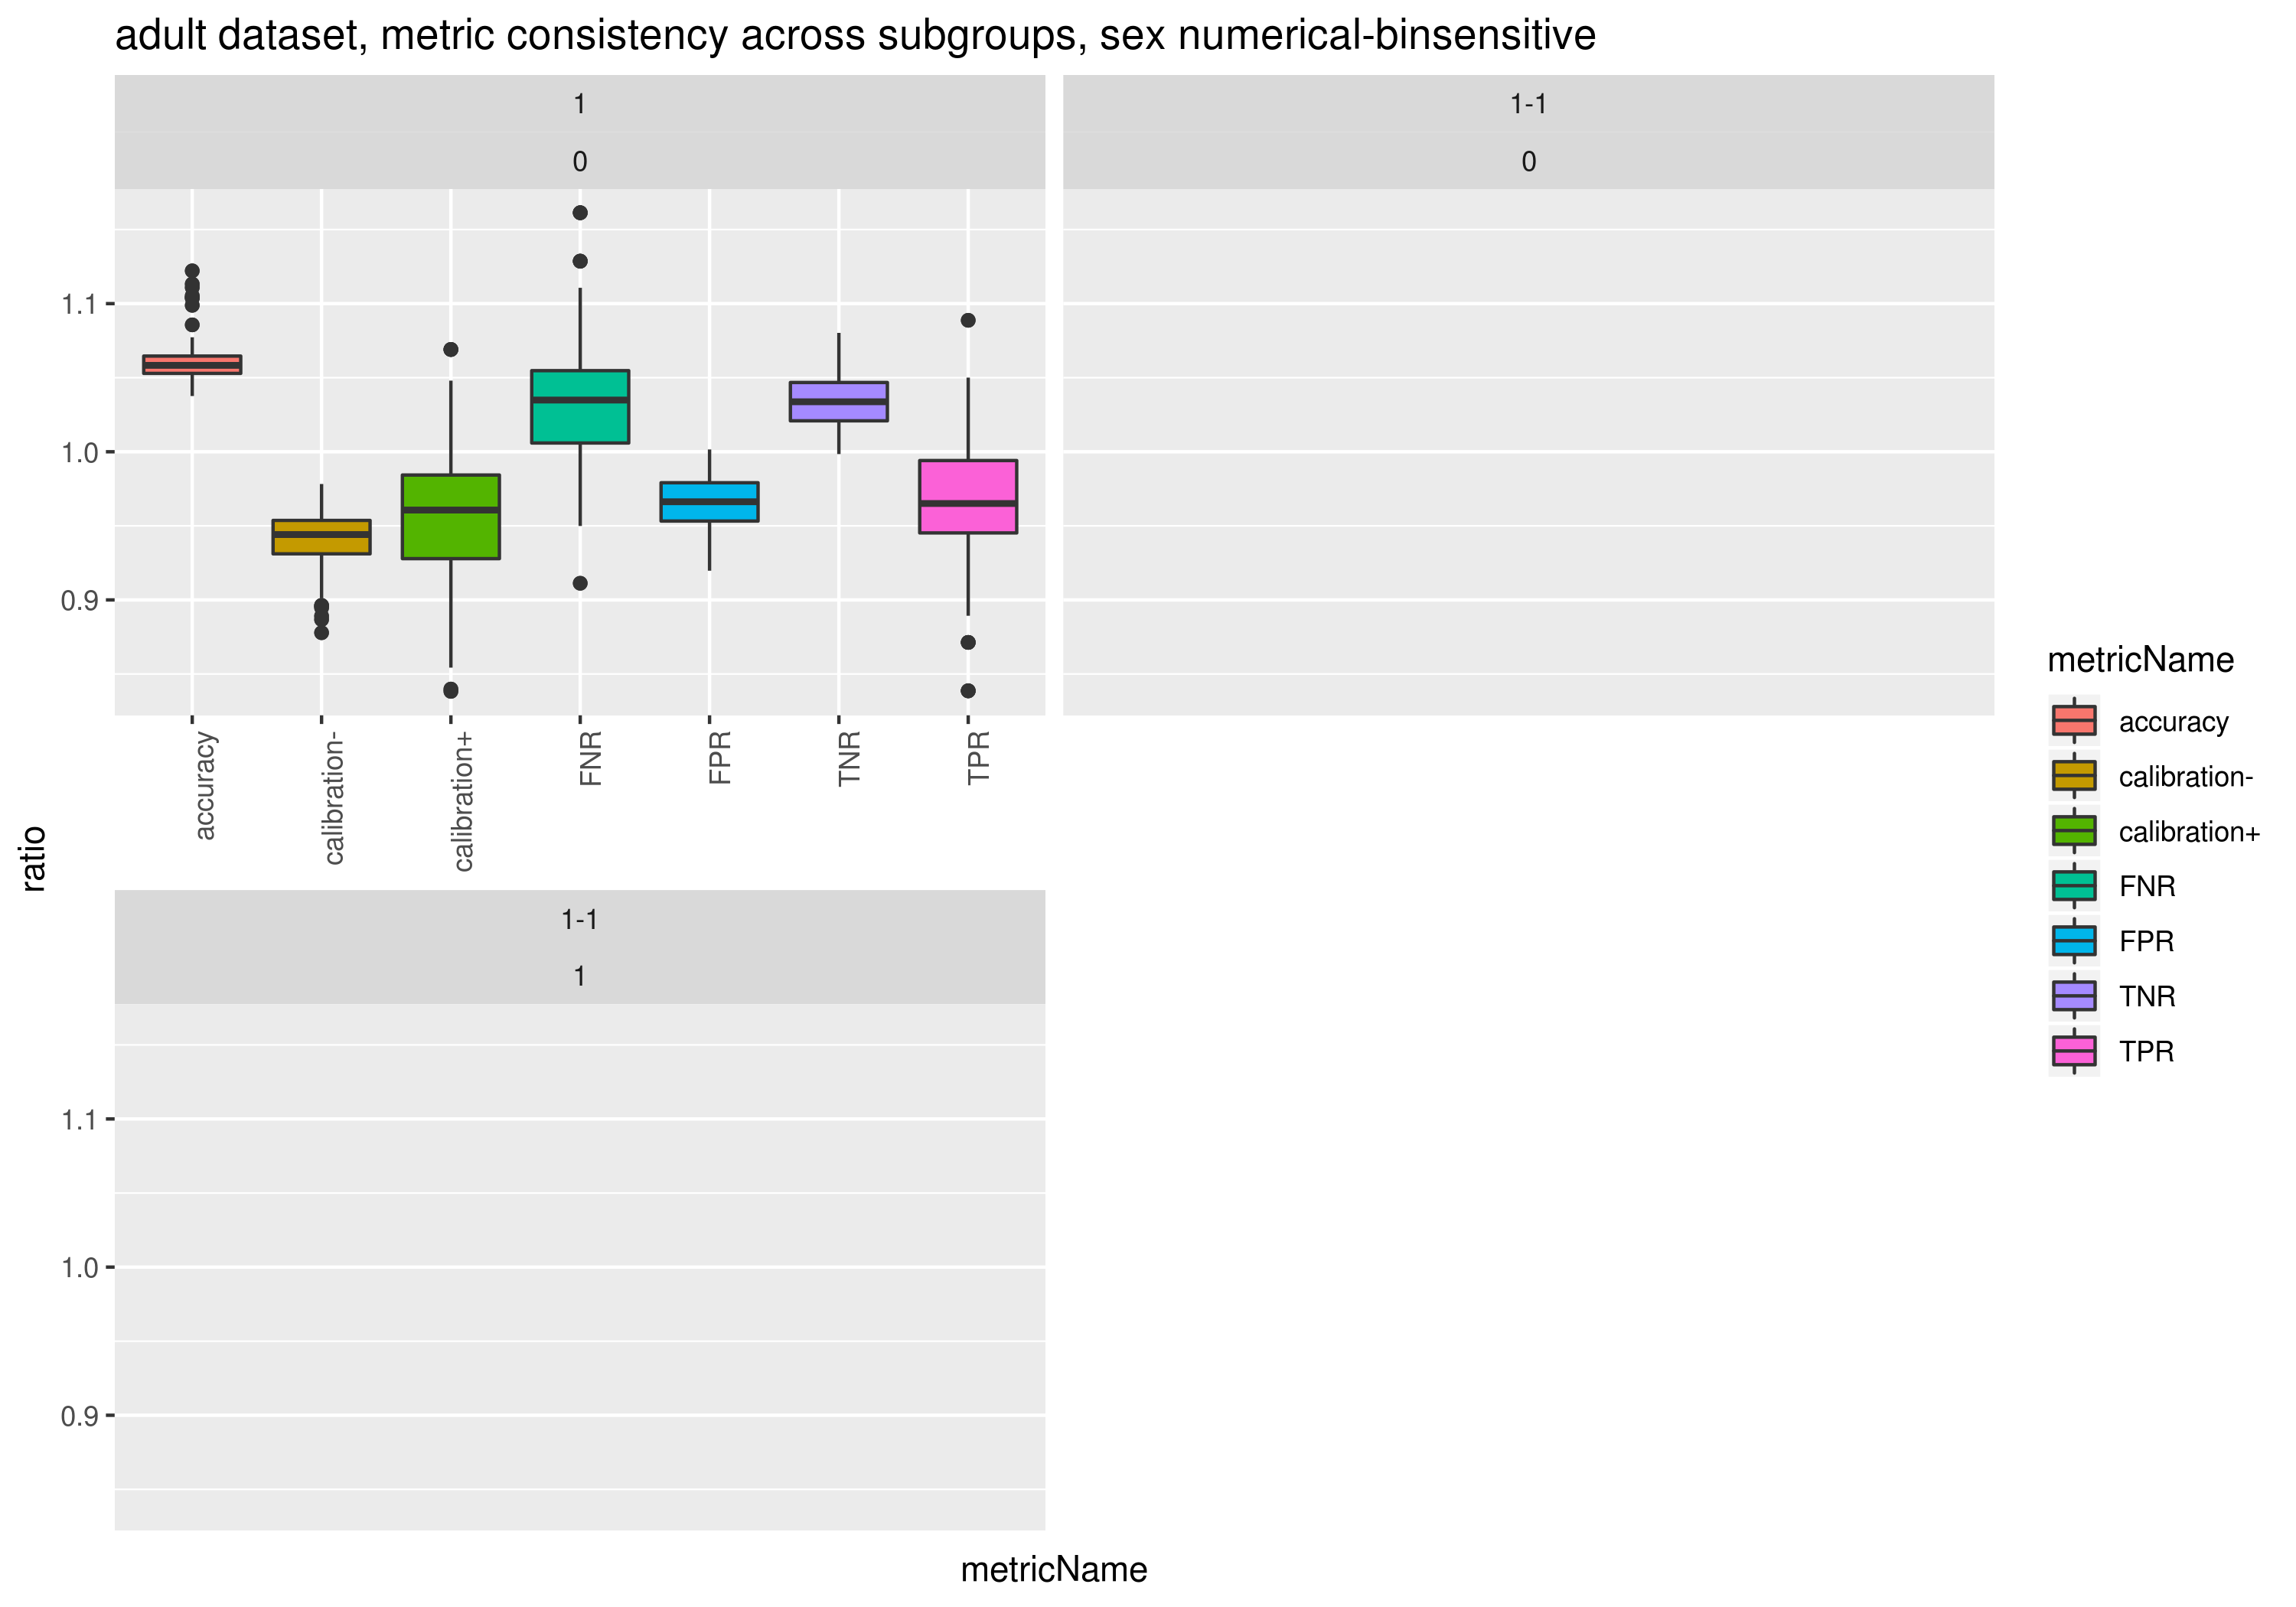 adult dataset, metric consistency across subgroups, sex numerical-binsensitive
1
0
1-1
0
1.1
1.0
0.9
accuracy
calibration-
calibration+
FNR
FPR
TNR
TPR
ratio
1-1
1
1.1
1.0
0.9
metricName
metricName
accuracy
calibration-
calibration+
FNR
FPR
TNR
TPR